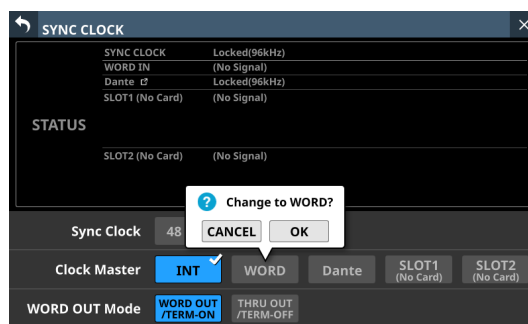 SYNC CLOCK
SYNC CLOCK Locked(96kHz)
WORD IN (No Signal)
Dante Locked(96kHz)
SLOT1 (No Card) (No Signal)
STATUS
SLOT2 (No Card) (No Signal)
Change to WORD?
CANCEL OK
Sync Clock 48
Clock Master INT WORD Dante SLOT1 (No Card) SLOT2 (No Card)
WORD OUT Mode WORD OUT /TERM-ON THRU OUT /TERM-OFF